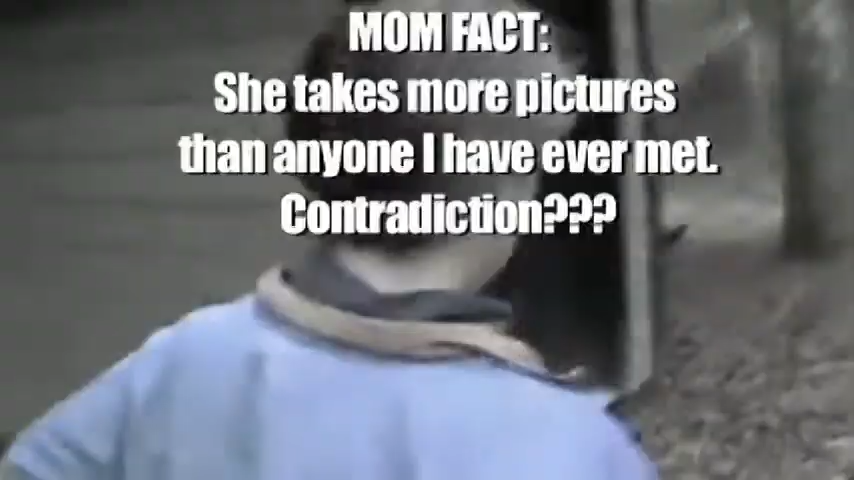 MOM FACT:
She takes more pictures
than anyone I have ever met.
Contradiction???